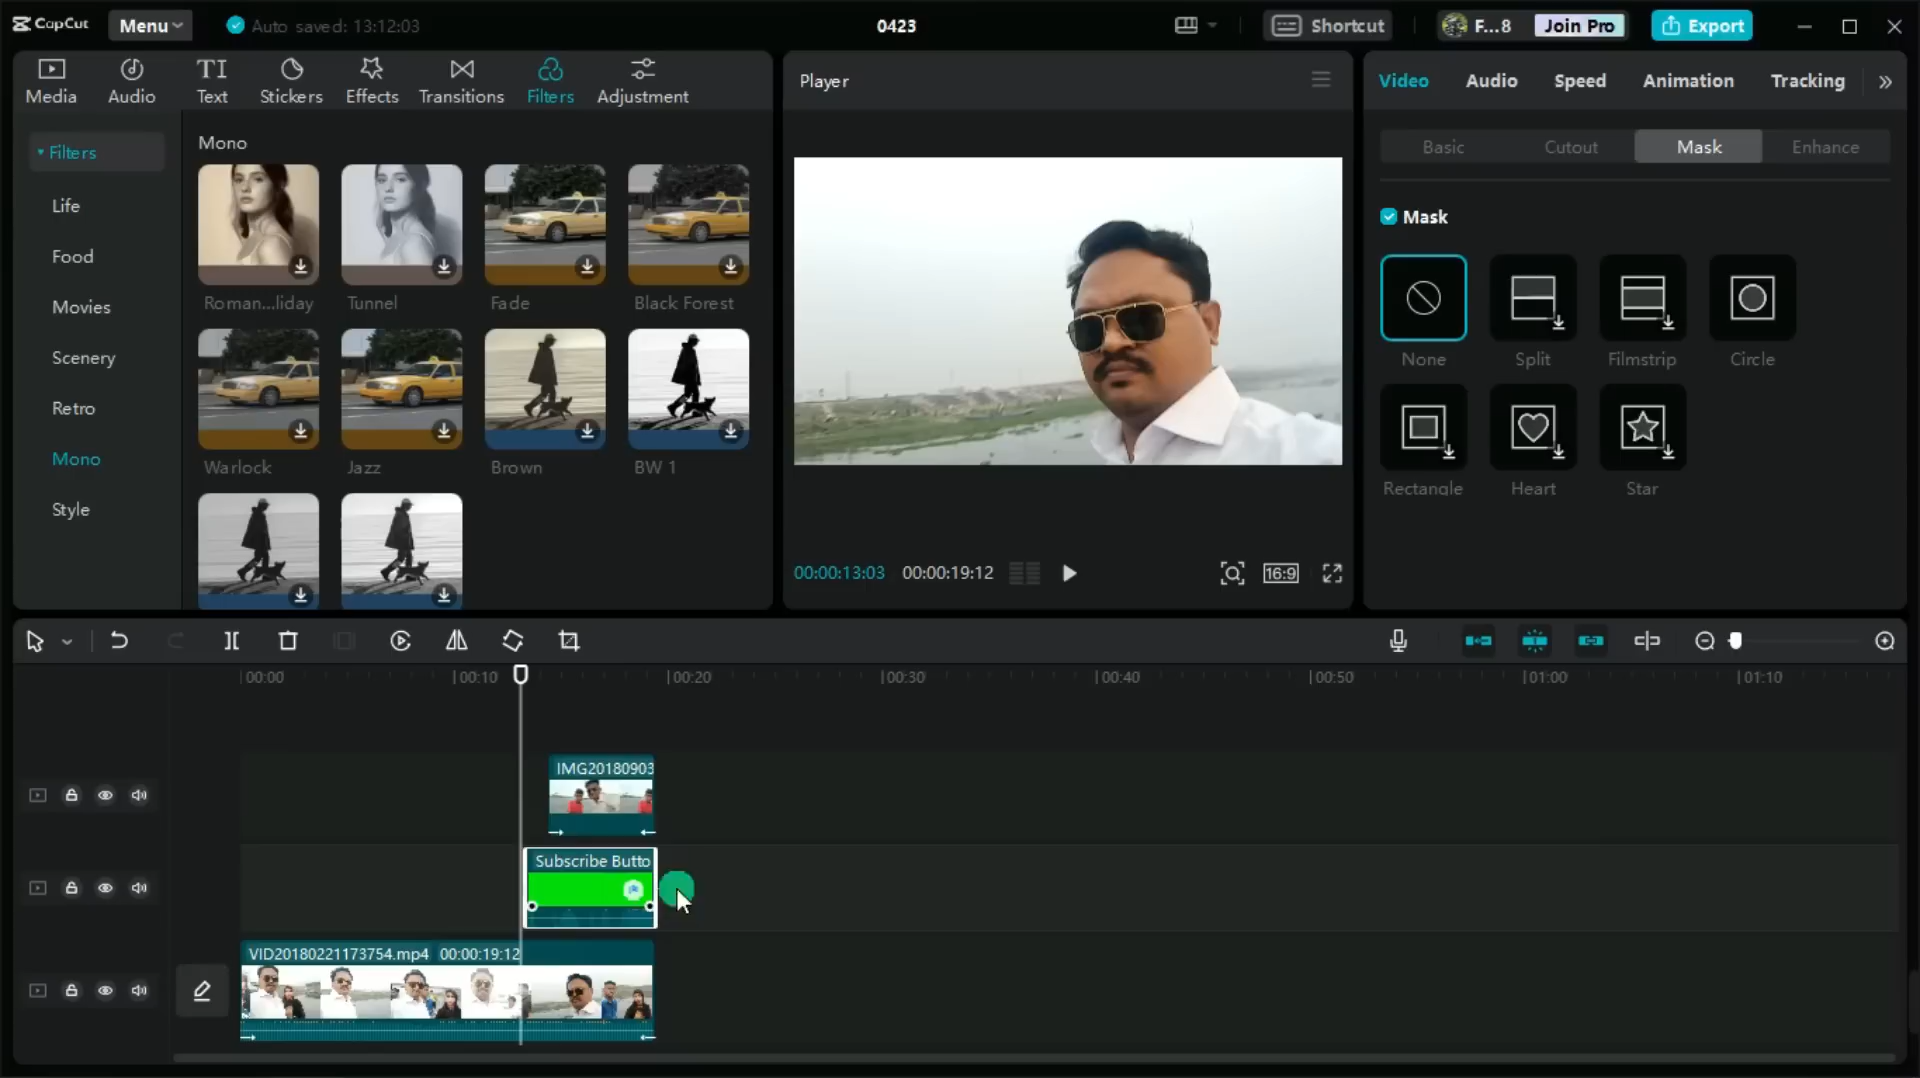 CapCut
Menu
Auto saved: 13:12:03
0423
Shortcut
F...8
Join Pro
Export
Media
Audio
TI
Text
Stickers
Effects
Transitions
Filters
Adjustment
Filters
Life
Food
Movies
Scenery
Retro
Mono
Style
Mono
Roman...liday
Tunnel
Fade
Black Forest
Warlock
Jazz
Brown
BW 1
Player
00:00:13:03
00:00:19:12
16:9
Video
Audio
Speed
Animation
Tracking
Basic
Cutout
Mask
Enhance
Mask
None
Split
Filmstrip
Circle
Rectangle
Heart
Star
00:00
00:10
00:20
00:30
00:40
00:50
01:00
01:10
IMG20180903
Subscribe Butto
VID20180221173754.mp4 00:00:19:12